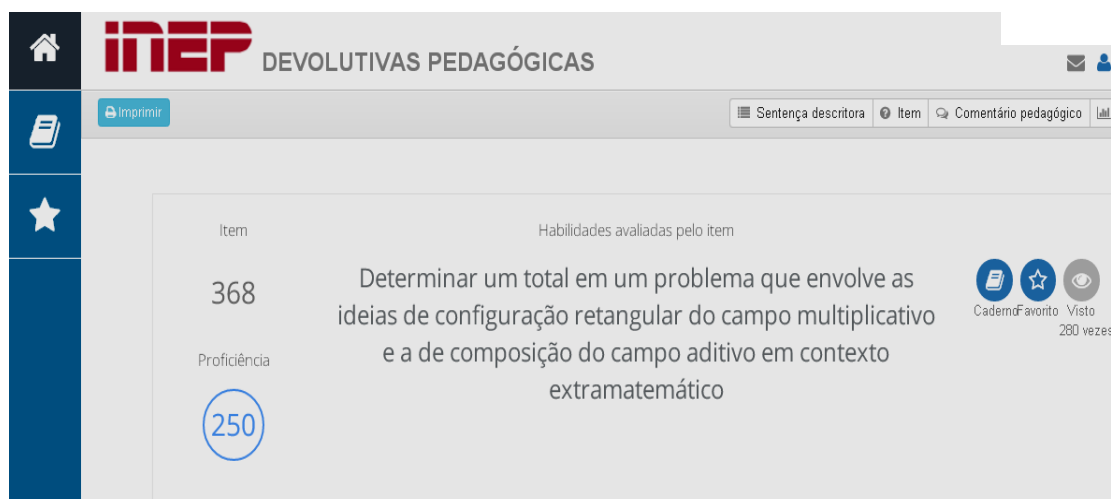 INEP DEVOLUTIVAS PEDAGÓGICAS
Imprimir
Sentença descritora
Item
Comentário pedagógico
Item
Habilidades avaliadas pelo item
368
Determinar um total em um problema que envolve as
ideias de configuração retangular do campo multiplicativo
e a de composição do campo aditivo em contexto
extramatemático
Caderno Favorito Visto
280 vezes
Proficiência
250